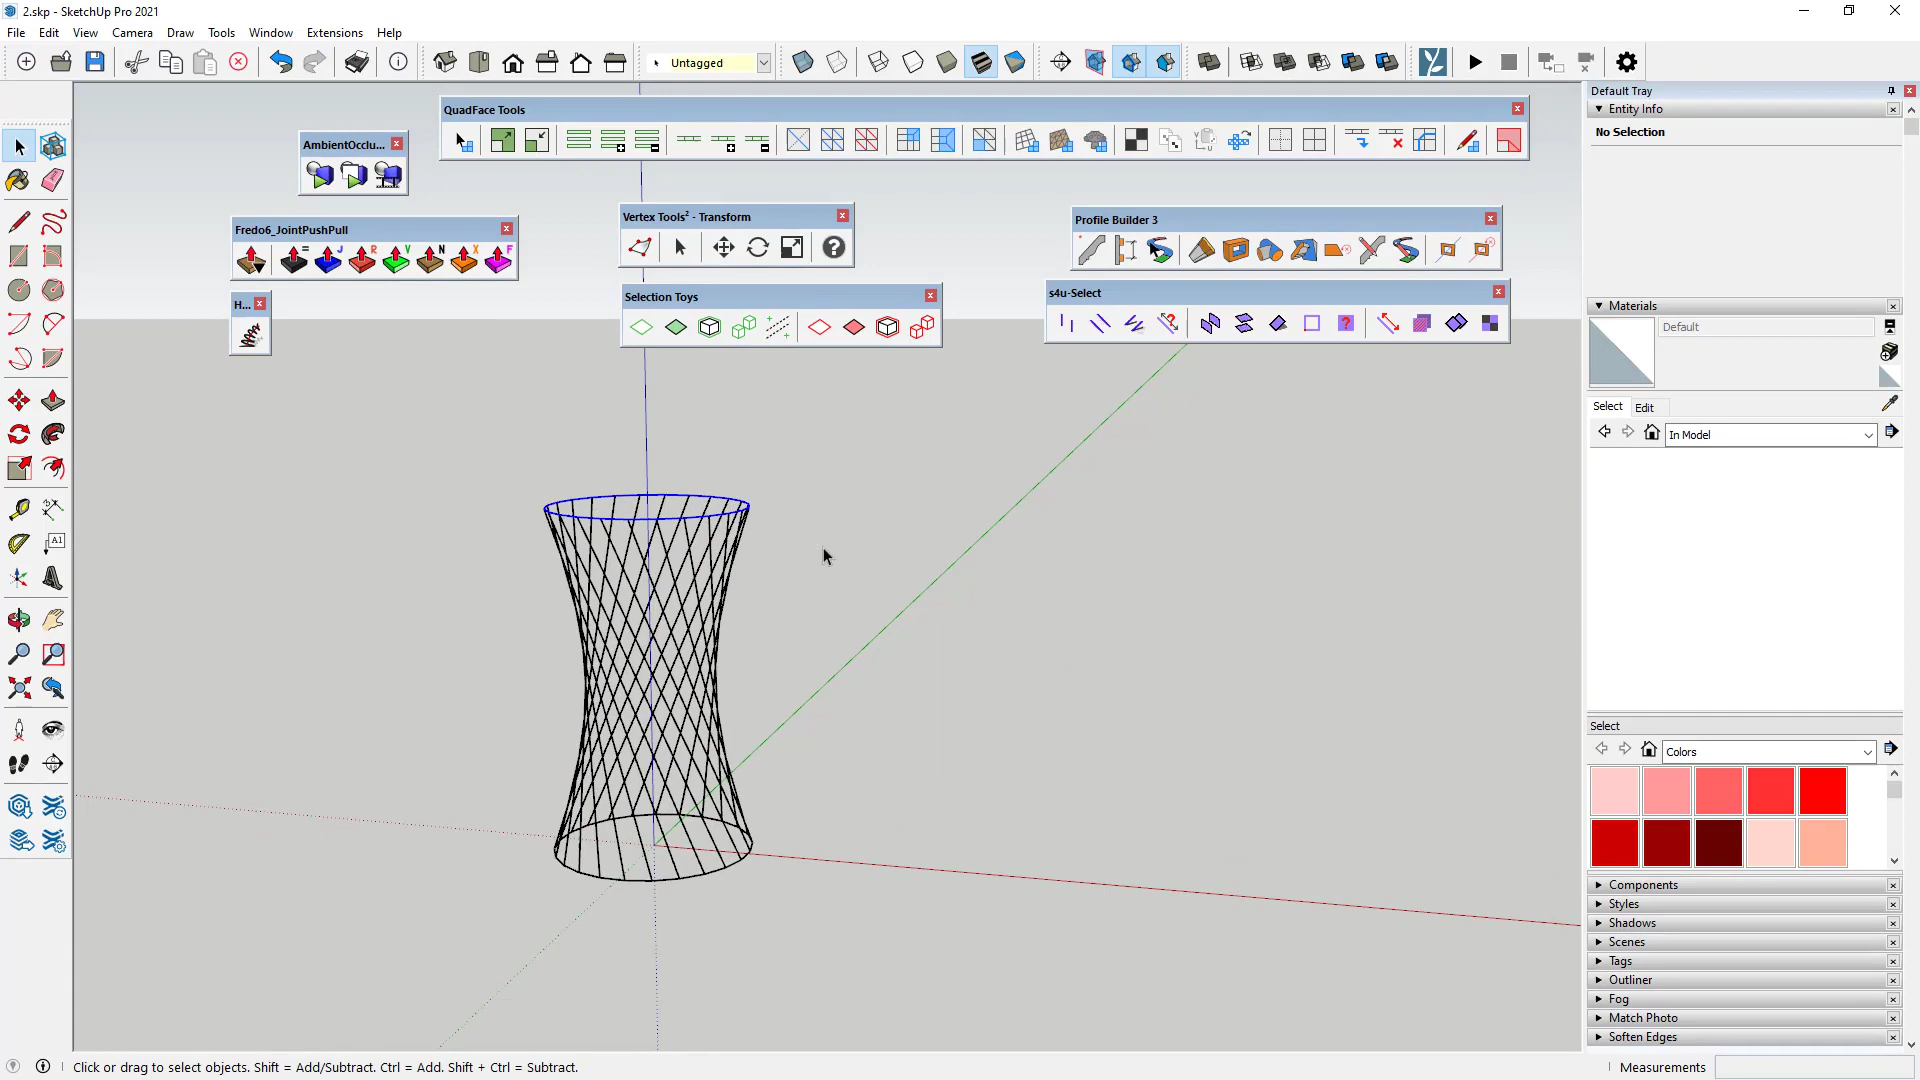 2.skp - SketchUp Pro 2021
File Edit View Camera Draw Tools Window Extensions Help
Untagged
Default Tray
QuadFace Tools
Entity Info
No Selection
AmbientOcclu...
Vertex Tools² - Transform
Profile Builder 3
Fredo6_JointPushPull
= J R V N X F
H...
Selection Toys
s4u-Select
Materials
Default
Select Edit
In Model
A1
Select
Colors
Components
Styles
Shadows
Scenes
Tags
Outliner
Fog
Match Photo
Soften Edges
Click or drag to select objects. Shift = Add/Subtract. Ctrl = Add. Shift + Ctrl = Subtract.
Measurements